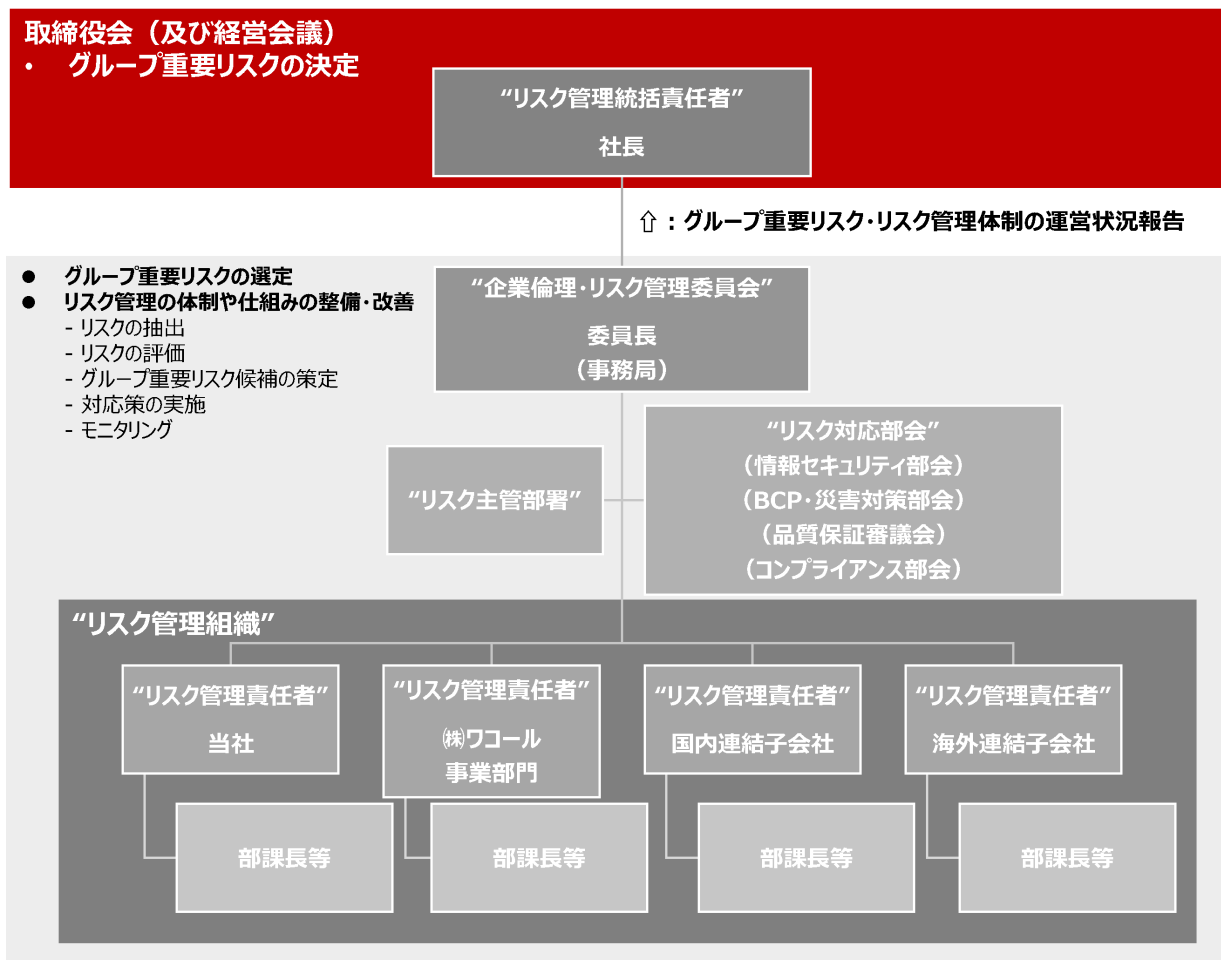 取締役会（及び経営会議）
• グループ重要リスクの決定
“リスク管理統括責任者”
社長
⇧：グループ重要リスク・リスク管理体制の運営状況報告
● グループ重要リスクの選定
● リスク管理の体制や仕組みの整備・改善
- リスクの抽出
- リスクの評価
- グループ重要リスク候補の策定
- 対応策の実施
- モニタリング
“企業倫理・リスク管理委員会”
委員長
（事務局）
“リスク主管部署”
“リスク対応部会”
（情報セキュリティ部会）
（BCP・災害対策部会）
（品質保証審議会）
（コンプライアンス部会）
“リスク管理組織”
“リスク管理責任者”
当社
部課長等
“リスク管理責任者”
㈱ワコール
事業部門
部課長等
“リスク管理責任者”
国内連結子会社
部課長等
“リスク管理責任者”
海外連結子会社
部課長等